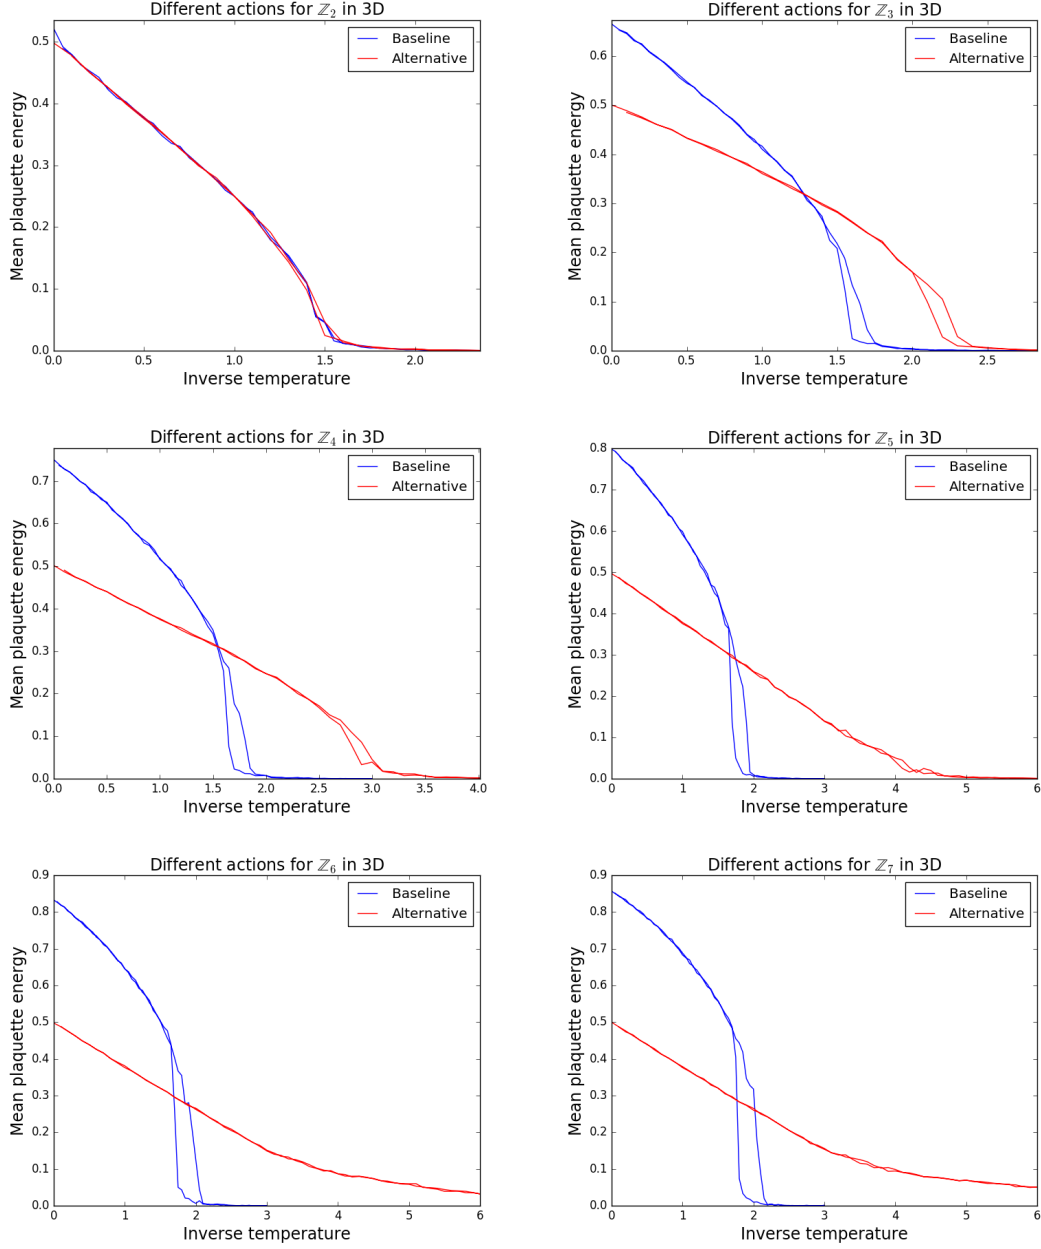 Different actions for ℤ₂ in 3D
Mean plaquette energy
0.5
0.4
0.3
0.2
0.1
0.0
0.0 0.5 1.0 1.5 2.0
Inverse temperature
Baseline
Alternative
Different actions for ℤ₃ in 3D
Mean plaquette energy
0.6
0.5
0.4
0.3
0.2
0.1
0.0
0.0 0.5 1.0 1.5 2.0 2.5
Inverse temperature
Baseline
Alternative
Different actions for ℤ₄ in 3D
Mean plaquette energy
0.7
0.6
0.5
0.4
0.3
0.2
0.1
0.0
0.0 0.5 1.0 1.5 2.0 2.5 3.0 3.5 4.0
Inverse temperature
Baseline
Alternative
Different actions for ℤ₅ in 3D
Mean plaquette energy
0.8
0.7
0.6
0.5
0.4
0.3
0.2
0.1
0.0
0 1 2 3 4 5 6
Inverse temperature
Baseline
Alternative
Different actions for ℤ₆ in 3D
Mean plaquette energy
0.9
0.8
0.7
0.6
0.5
0.4
0.3
0.2
0.1
0.0
0 1 2 3 4 5 6
Inverse temperature
Baseline
Alternative
Different actions for ℤ₇ in 3D
Mean plaquette energy
0.9
0.8
0.7
0.6
0.5
0.4
0.3
0.2
0.1
0.0
0 1 2 3 4 5 6
Inverse temperature
Baseline
Alternative